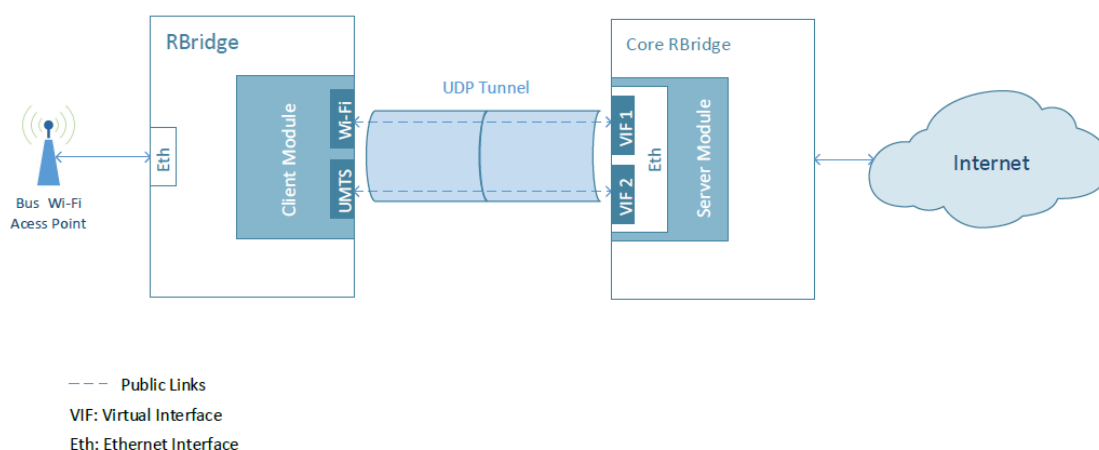 RBridge
Core RBridge
UDP Tunnel
Wi-Fi
UMTS
Client Module
Eth
VIF 1
VIF 2
Eth
Server Module
Internet
Bus Wi-Fi
Acess Point
--- Public Links
VIF: Virtual Interface
Eth: Ethernet Interface